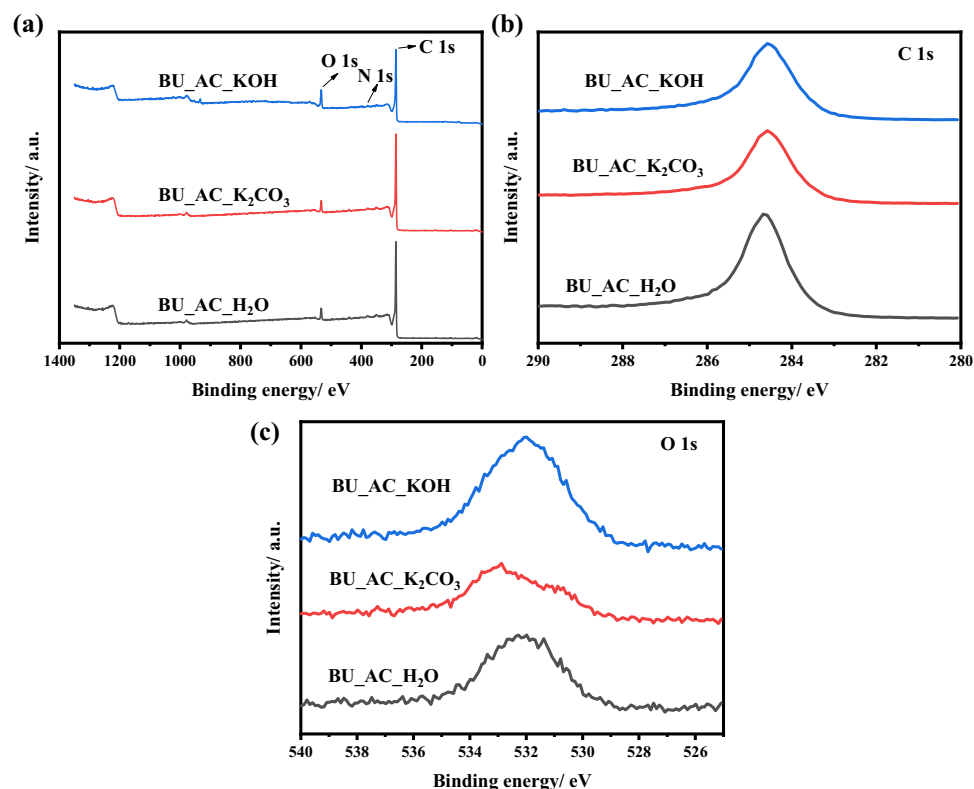 (a)
C 1s
O 1s
N 1s
BU_AC_KOH
BU_AC_K₂CO₃
BU_AC_H₂O
Intensity/ a.u.
1400 1200 1000 800 600 400 200 0
Binding energy/ eV
(b)
C 1s
BU_AC_KOH
BU_AC_K₂CO₃
BU_AC_H₂O
Intensity/ a.u.
290 288 286 284 282 280
Binding energy/ eV
(c)
O 1s
BU_AC_KOH
BU_AC_K₂CO₃
BU_AC_H₂O
Intensity/ a.u.
540 538 536 534 532 530 528 526
Binding energy/ eV